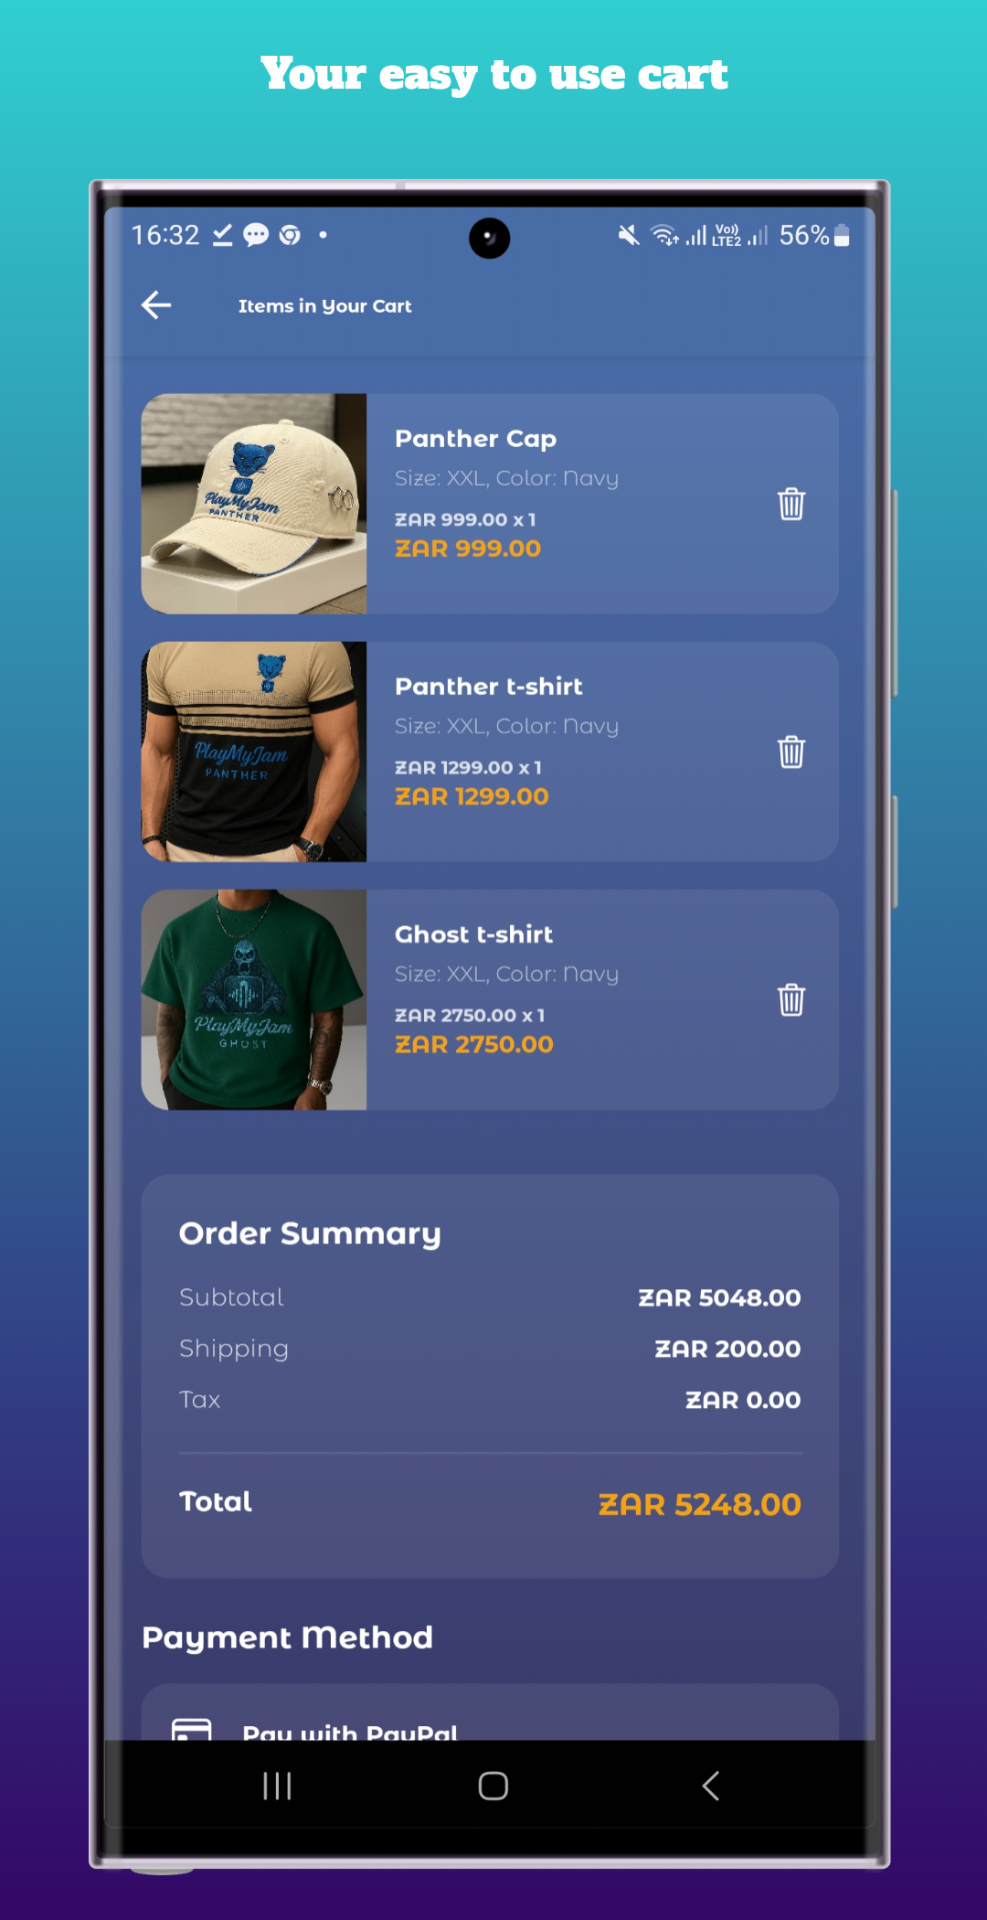 Your easy to use cart
16:32
Vo))
LTE2
56%
Items in Your Cart
PlayMyJam
PANTHER
Panther Cap
Size: XXL, Color: Navy
ZAR 999.00 x 1
ZAR 999.00
PlayMyJam
PANTHER
Panther t-shirt
Size: XXL, Color: Navy
ZAR 1299.00 x 1
ZAR 1299.00
PlayMyJam
GHOST
Ghost t-shirt
Size: XXL, Color: Navy
ZAR 2750.00 x 1
ZAR 2750.00
Order Summary
Subtotal ZAR 5048.00
Shipping ZAR 200.00
Tax ZAR 0.00
Total ZAR 5248.00
Payment Method
Pay with PayPal